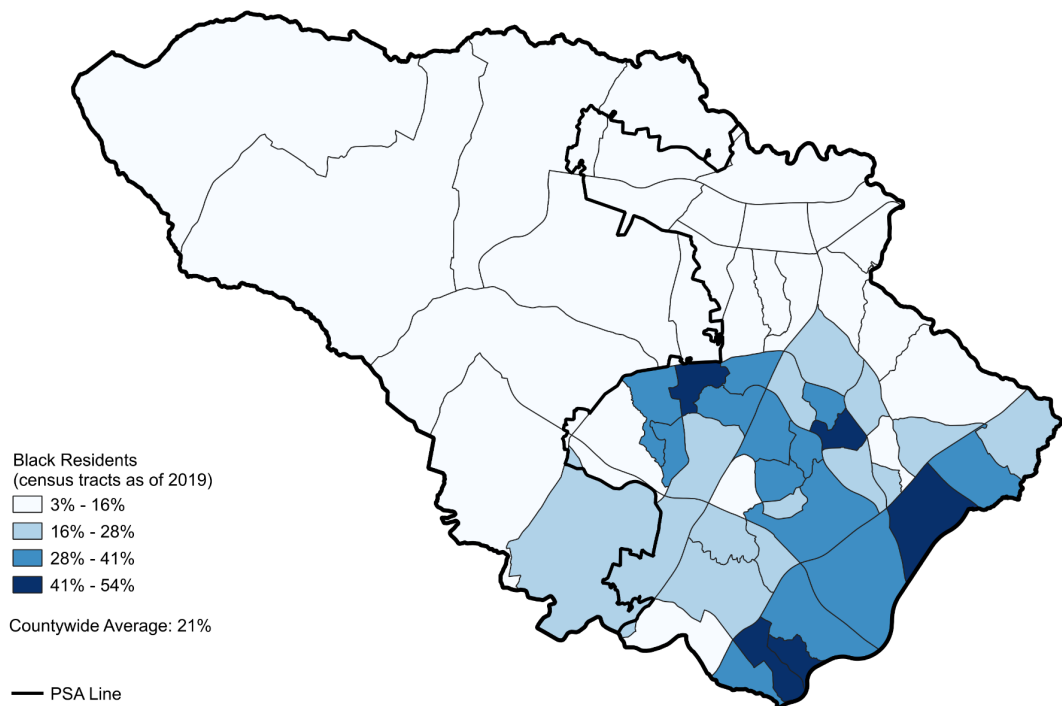 Black Residents
(census tracts as of 2019)
3% - 16%
16% - 28%
28% - 41%
41% - 54%
Countywide Average: 21%
PSA Line